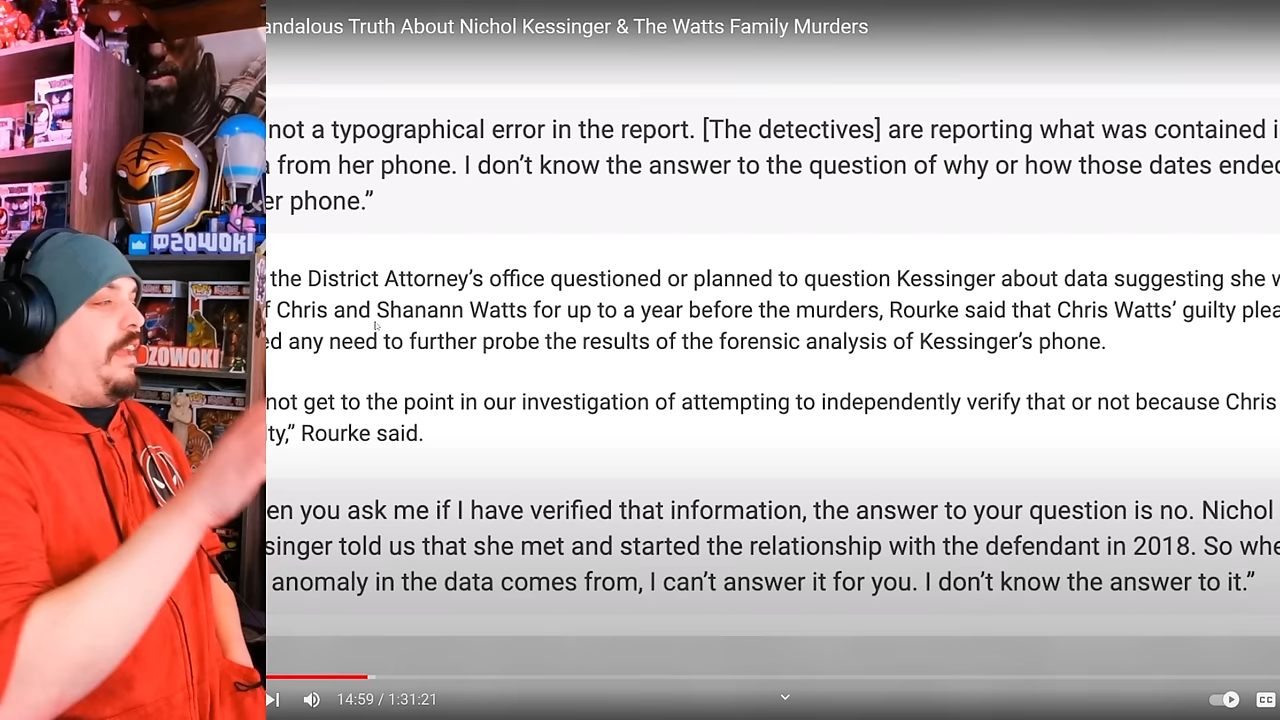 andalous Truth About Nichol Kessinger & The Watts Family Murders
not a typographical error in the report. [The detectives] are reporting what was contained i
from her phone. I don’t know the answer to the question of why or how those dates ended
er phone.”
the District Attorney’s office questioned or planned to question Kessinger about data suggesting she w
f Chris and Shanann Watts for up to a year before the murders, Rourke said that Chris Watts’ guilty plea
ed any need to further probe the results of the forensic analysis of Kessinger’s phone.
not get to the point in our investigation of attempting to independently verify that or not because Chris
ty,” Rourke said.
en you ask me if I have verified that information, the answer to your question is no. Nichol
singer told us that she met and started the relationship with the defendant in 2018. So whe
anomaly in the data comes from, I can’t answer it for you. I don’t know the answer to it.”
14:59 / 1:31:21
CC
OZOWOKI